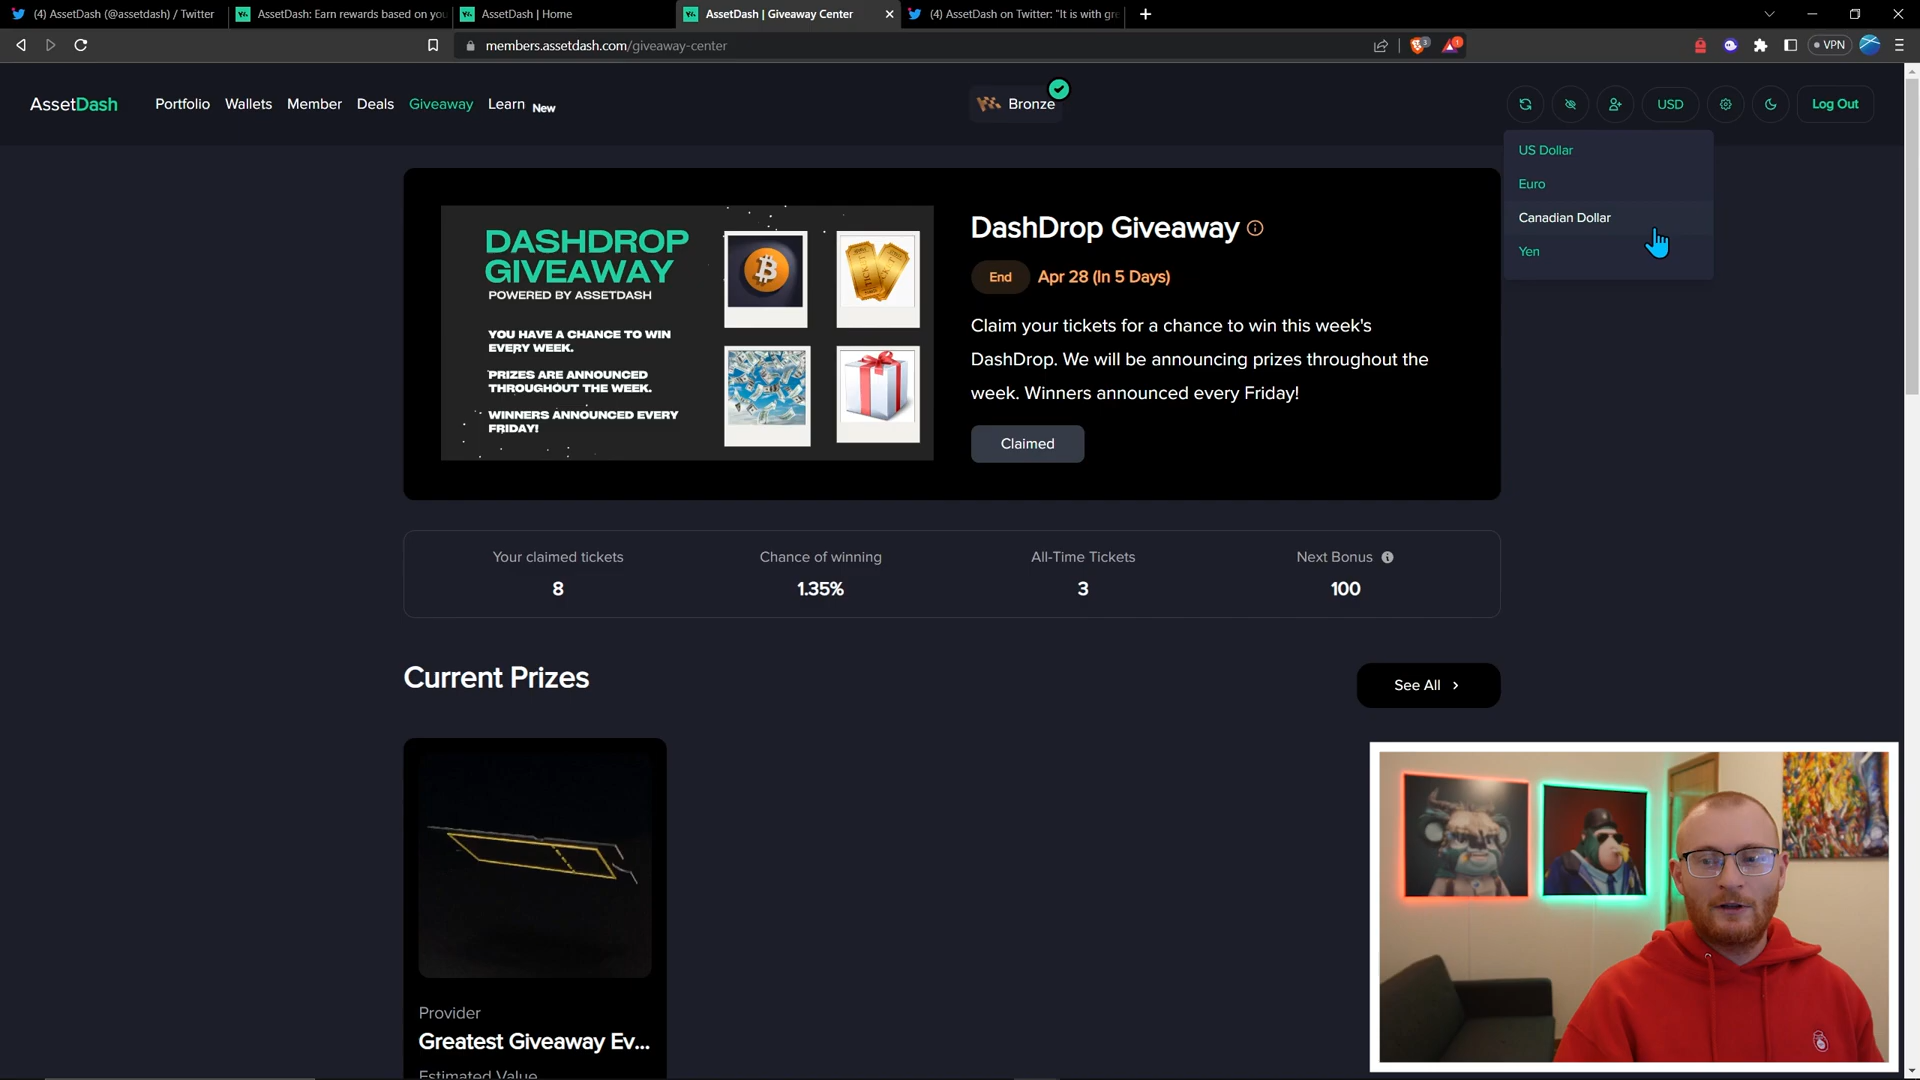 (4) AssetDash (@assetdash) / Twitter
AssetDash: Earn rewards based on you
AssetDash | Home
AssetDash | Giveaway Center
(4) AssetDash on Twitter: "It is with gre
members.assetdash.com/giveaway-center
3
1
VPN
AssetDash
Portfolio
Wallets
Member
Deals
Giveaway
Learn
New
Bronze
USD
Log Out
US Dollar
Euro
Canadian Dollar
Yen
DASHDROP
GIVEAWAY
POWERED BY ASSETDASH
YOU HAVE A CHANCE TO WIN
EVERY WEEK.
PRIZES ARE ANNOUNCED
THROUGHOUT THE WEEK.
WINNERS ANNOUNCED EVERY
FRIDAY!
TICKET
DashDrop Giveaway
End
Apr 28 (In 5 Days)
Claim your tickets for a chance to win this week's
DashDrop. We will be announcing prizes throughout the
week. Winners announced every Friday!
Claimed
Your claimed tickets
8
Chance of winning
1.35%
All-Time Tickets
3
Next Bonus
100
Current Prizes
See All
Provider
Greatest Giveaway Ev...
Estimated Value